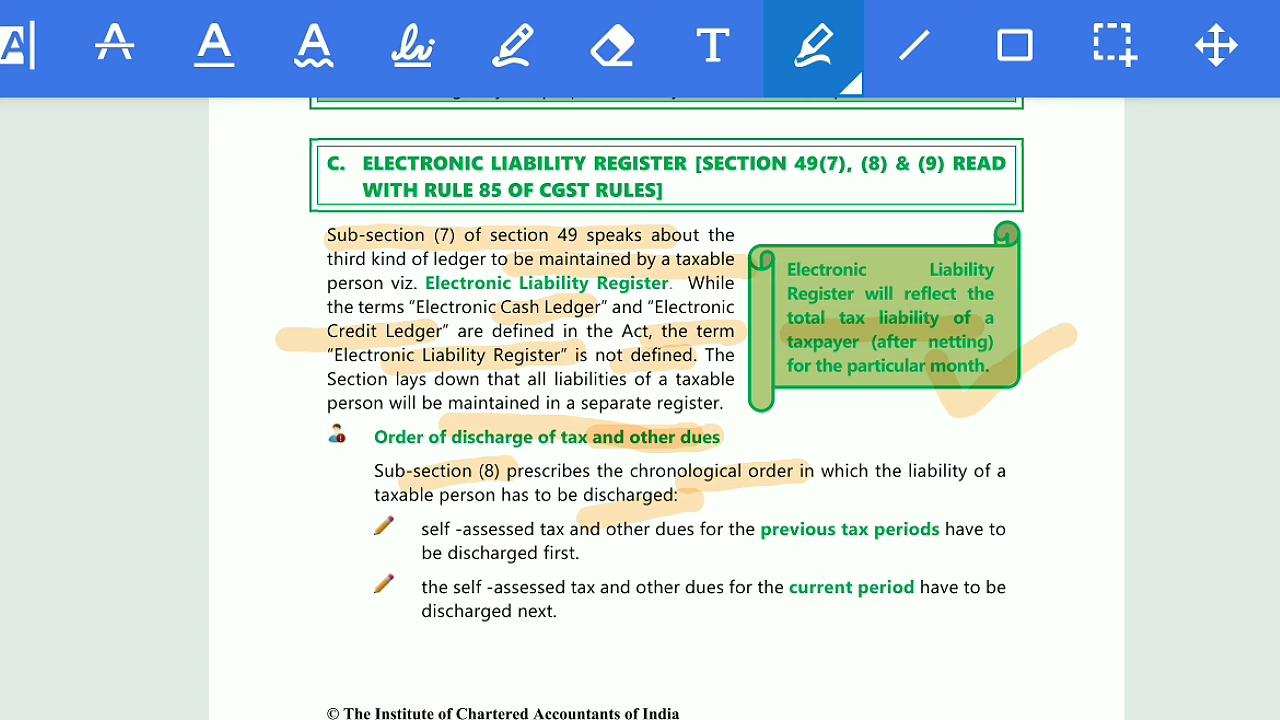 C. ELECTRONIC LIABILITY REGISTER [SECTION 49(7), (8) & (9) READ
WITH RULE 85 OF CGST RULES]
Sub-section (7) of section 49 speaks about the
third kind of ledger to be maintained by a taxable
person viz. Electronic Liability Register. While
the terms “Electronic Cash Ledger” and “Electronic
Credit Ledger” are defined in the Act, the term
“Electronic Liability Register” is not defined. The
Section lays down that all liabilities of a taxable
person will be maintained in a separate register.
Electronic Liability
Register will reflect the
total tax liability of a
taxpayer (after netting)
for the particular month.
Order of discharge of tax and other dues
Sub-section (8) prescribes the chronological order in which the liability of a
taxable person has to be discharged:
self -assessed tax and other dues for the previous tax periods have to
be discharged first.
the self -assessed tax and other dues for the current period have to be
discharged next.
© The Institute of Chartered Accountants of India